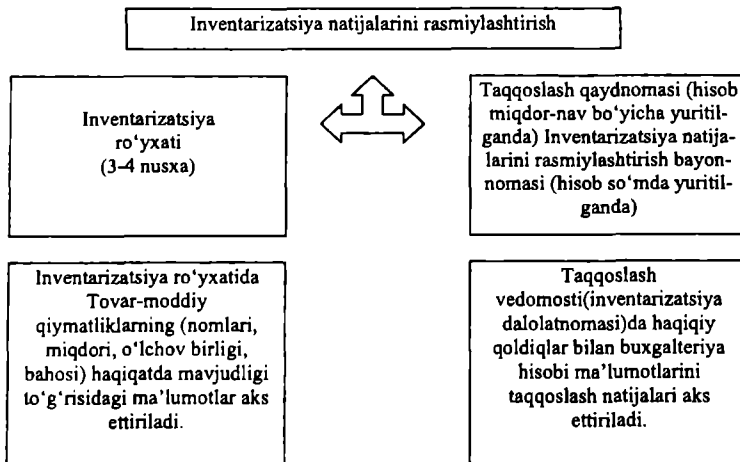 Inventarizatsiya natijalarini rasmiylashtirish
Inventarizatsiya
ro‘yxati
(3-4 nusxa)
Taqqoslash qaydnomasi (hisob
miqdor-nav bo‘yicha yuritil-
ganda) Inventarizatsiya natija-
larini rasmiylashtirish bayon-
nomasi (hisob so‘mda yuritil-
ganda)
Inventarizatsiya ro‘yxatida
Tovar-moddiy
qiymatliklarning (nomlari,
miqdori, o‘lchov birligi,
bahosi) haqiqatda mavjudligi
to‘g‘risidagi ma’lumotlar aks
ettiriladi.
Taqqoslash
vedomosti(inventarizatsiya
dalolatnomasi)da haqiqiy
qoldiqlar bilan buxgalteriya
hisobi ma’lumotlarini
taqqoslash natijalari aks
ettiriladi.